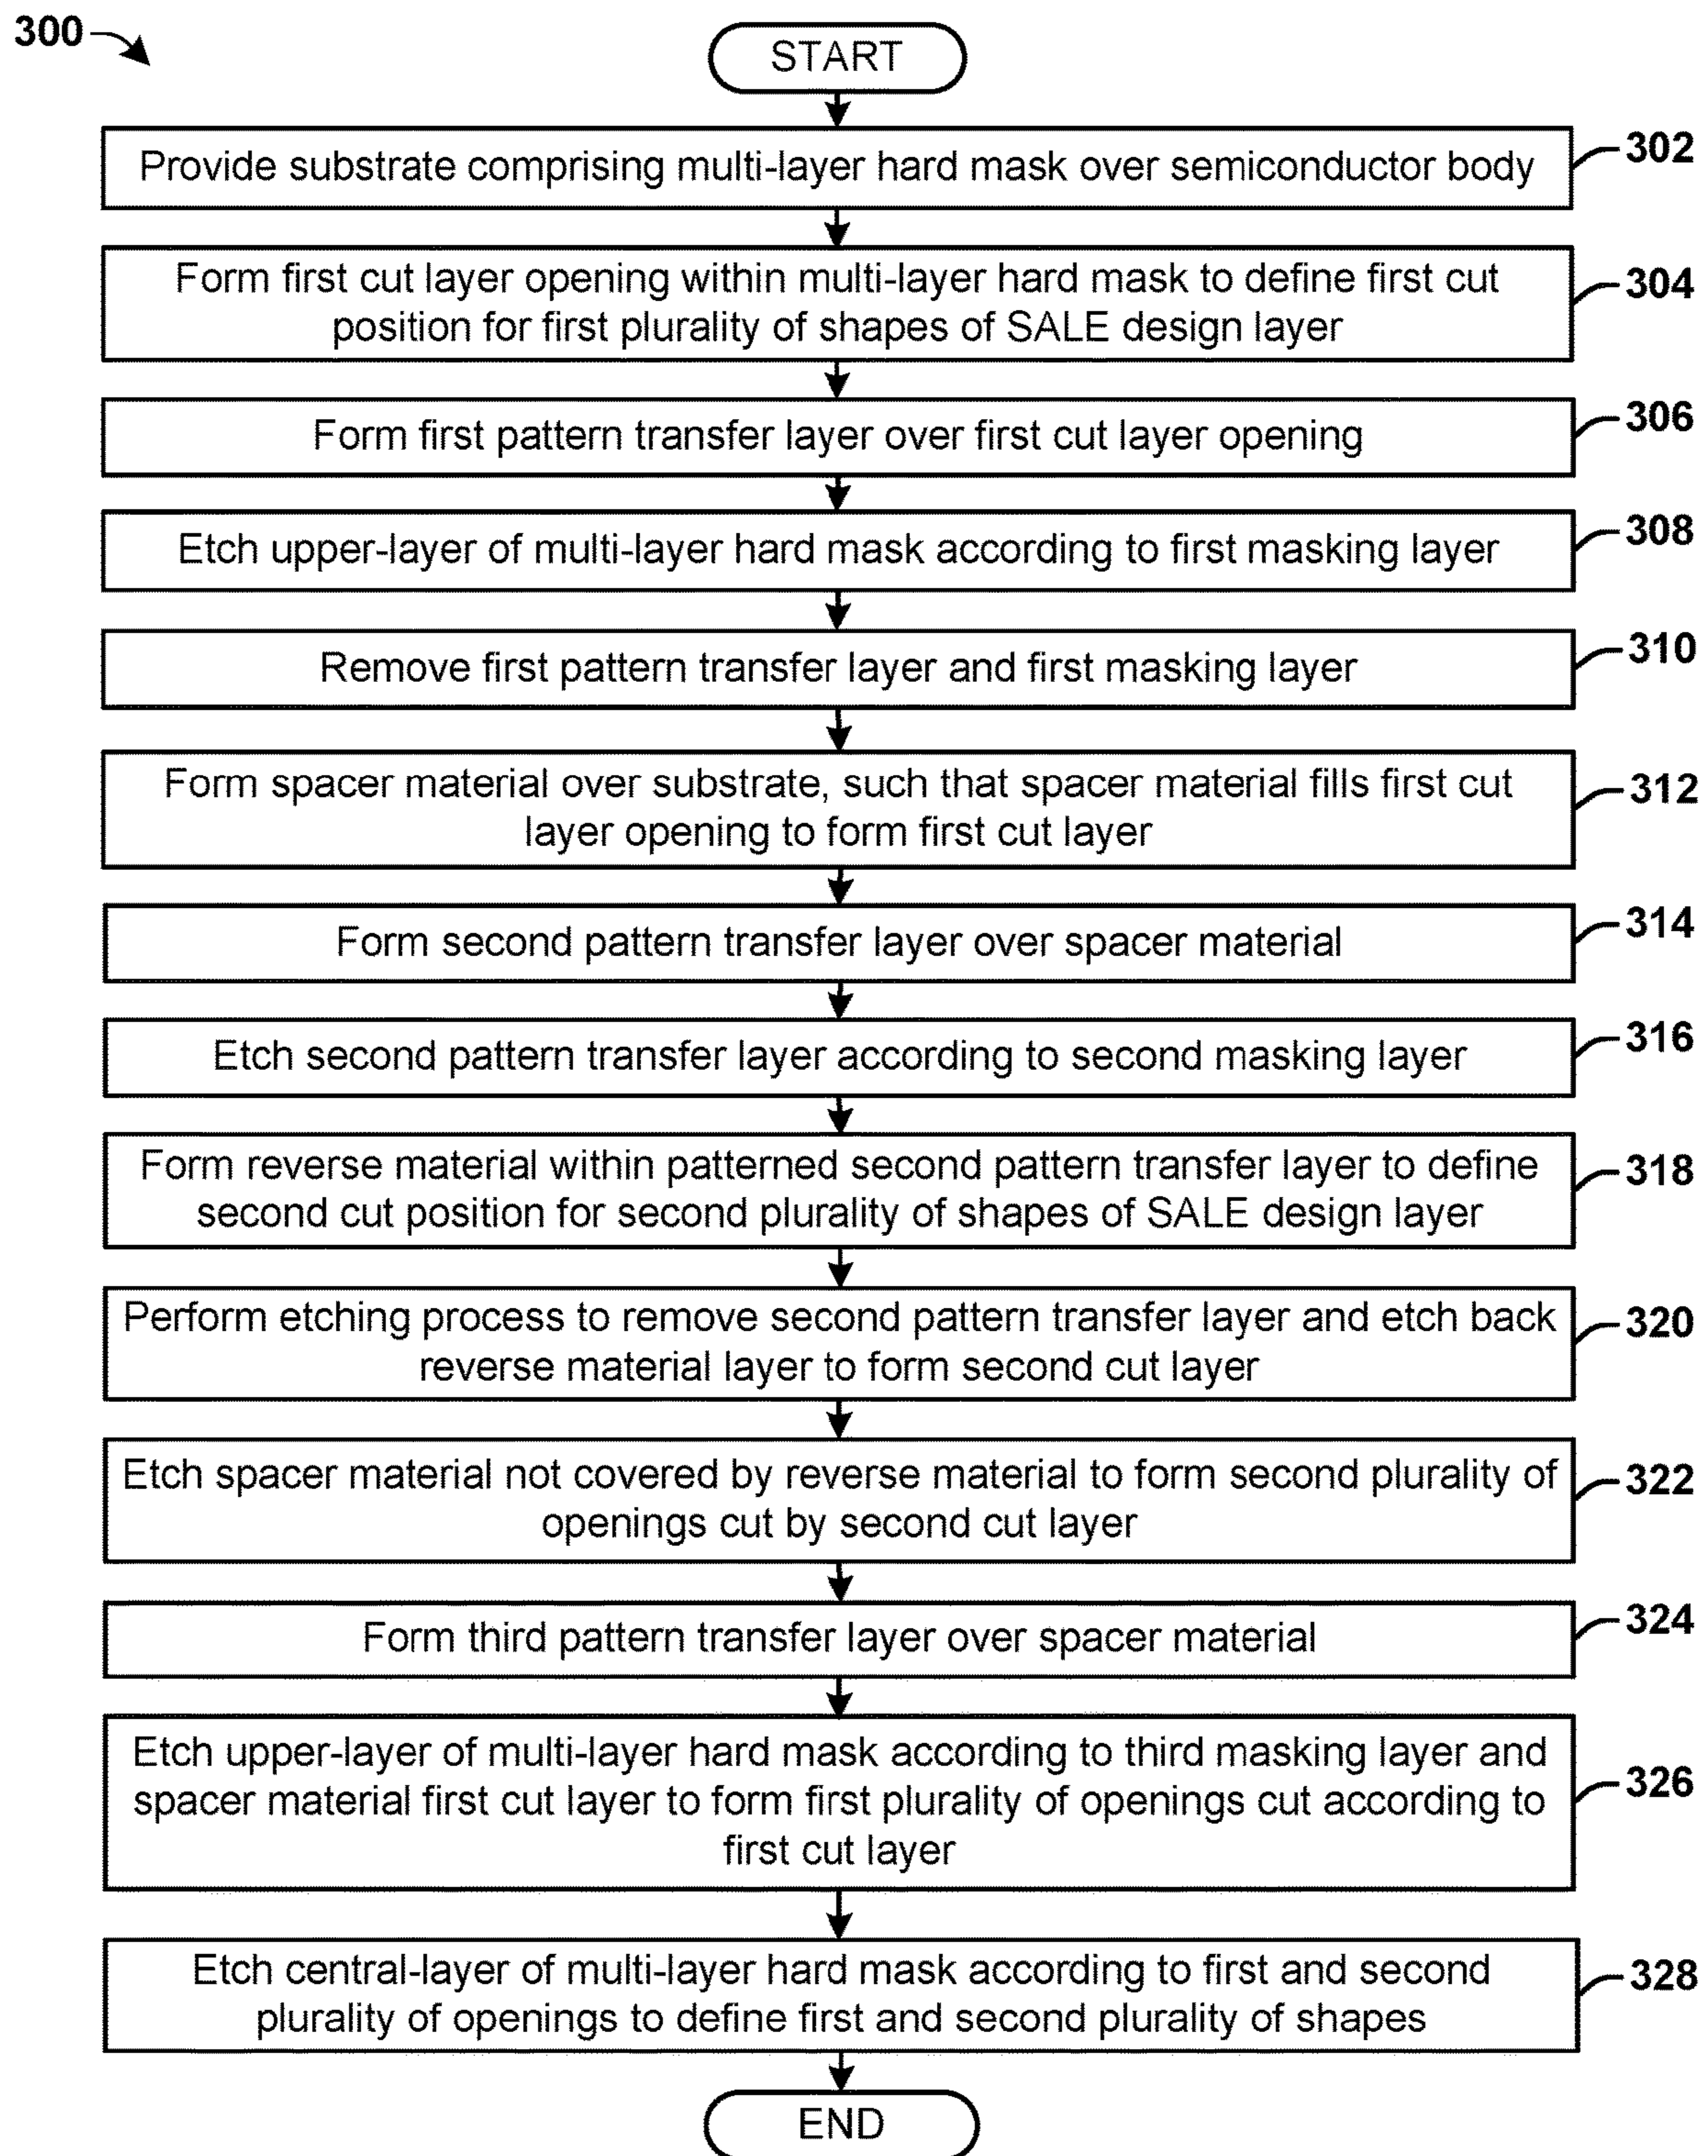 300
START
Provide substrate comprising multi-layer hard mask over semiconductor body
302
Form first cut layer opening within multi-layer hard mask to define first cut
position for first plurality of shapes of SALE design layer
304
Form first pattern transfer layer over first cut layer opening
306
Etch upper-layer of multi-layer hard mask according to first masking layer
308
Remove first pattern transfer layer and first masking layer
310
Form spacer material over substrate, such that spacer material fills first cut
layer opening to form first cut layer
312
Form second pattern transfer layer over spacer material
314
Etch second pattern transfer layer according to second masking layer
316
Form reverse material within patterned second pattern transfer layer to define
second cut position for second plurality of shapes of SALE design layer
318
Perform etching process to remove second pattern transfer layer and etch back
reverse material layer to form second cut layer
320
Etch spacer material not covered by reverse material to form second plurality of
openings cut by second cut layer
322
Form third pattern transfer layer over spacer material
324
Etch upper-layer of multi-layer hard mask according to third masking layer and
spacer material first cut layer to form first plurality of openings cut according to
first cut layer
326
Etch central-layer of multi-layer hard mask according to first and second
plurality of openings to define first and second plurality of shapes
328
END